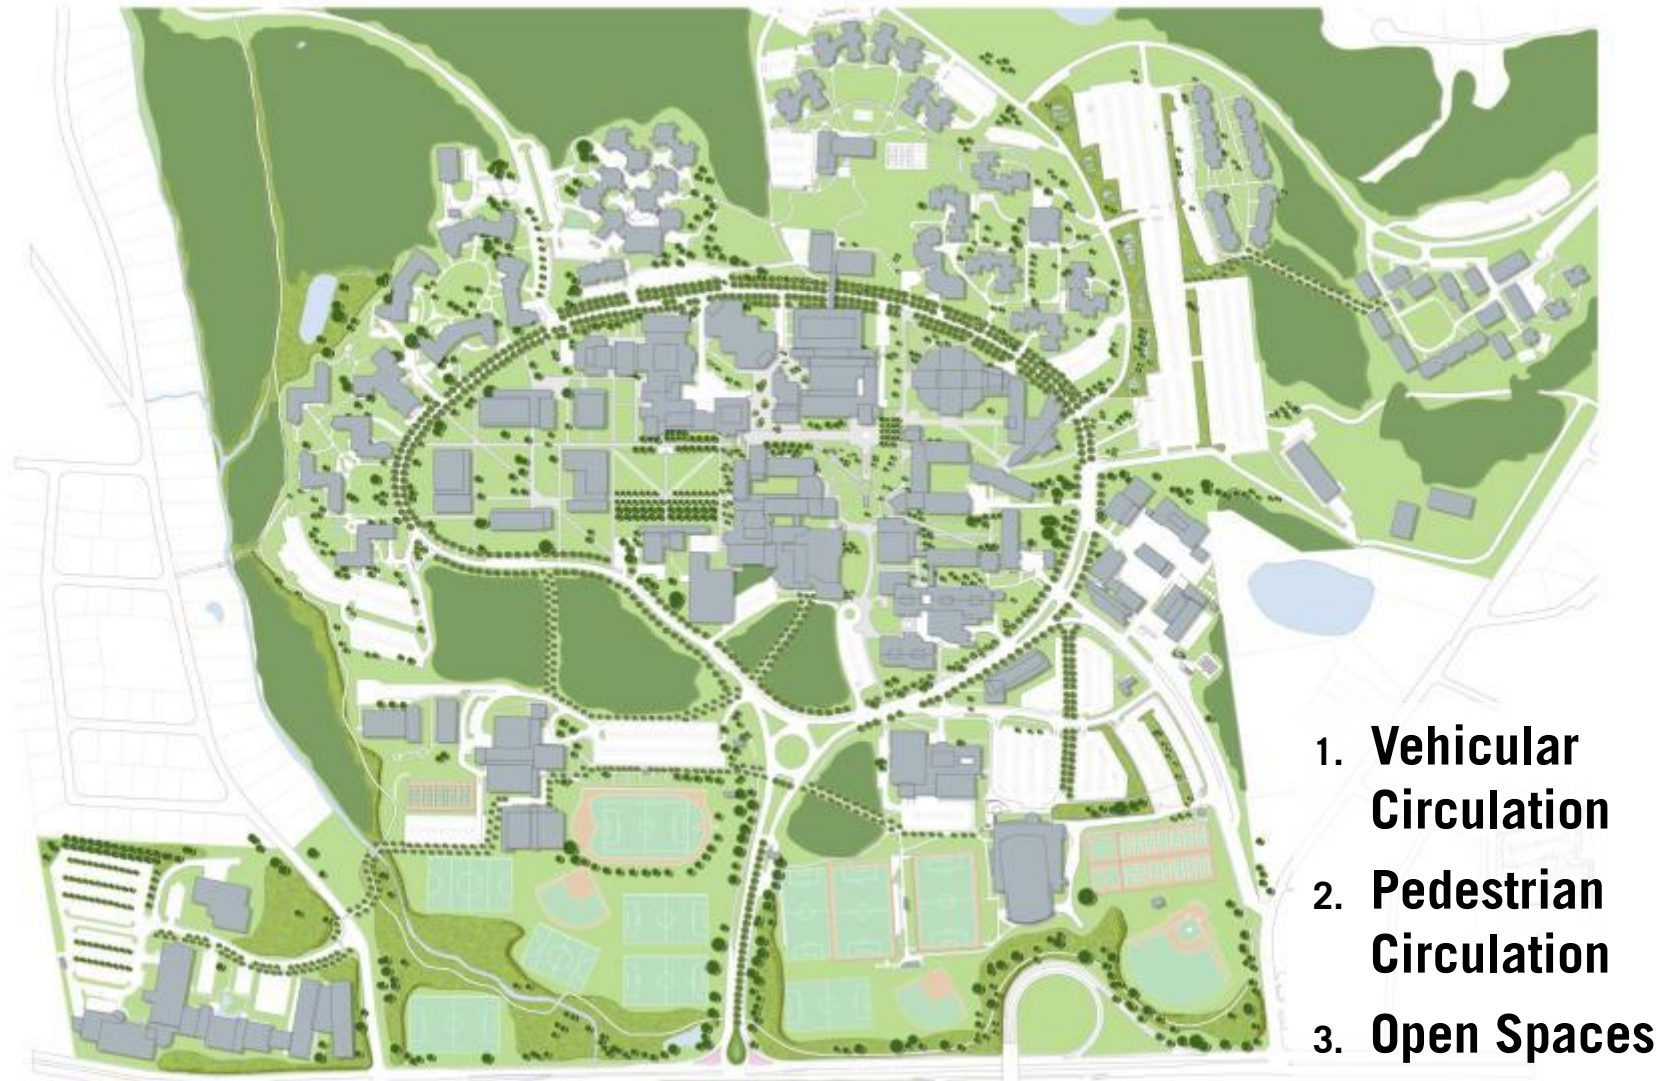 1. Vehicular
Circulation
2. Pedestrian
Circulation
3. Open Spaces